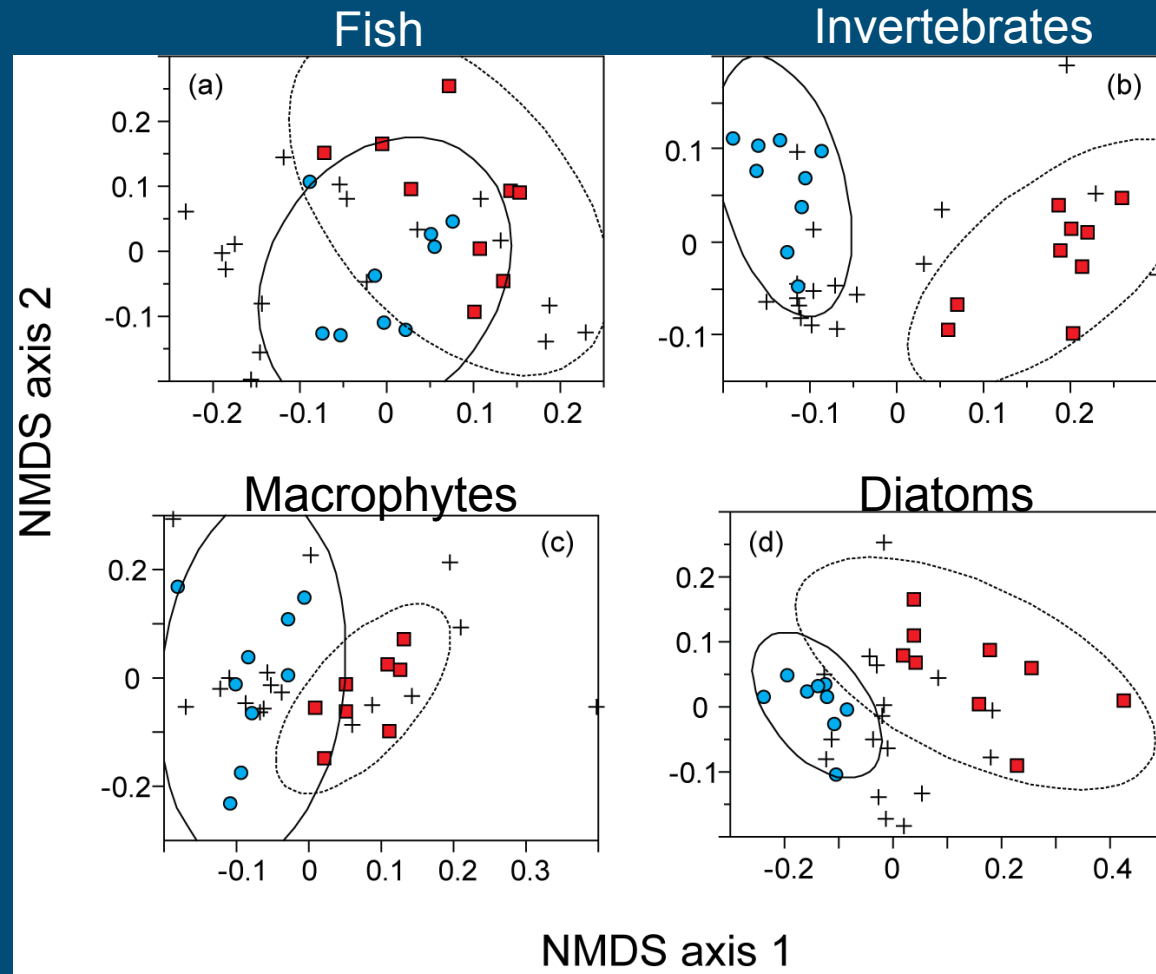 Fish
Invertebrates
(a)
0.2
0.1
0
-0.1
-0.2 -0.1 0 0.1 0.2
(b)
0.1
0
-0.1
-0.1 0 0.1 0.2
NMDS axis 2
Macrophytes
Diatoms
(c)
0.2
0
-0.2
-0.1 0 0.1 0.2 0.3
(d)
0.2
0.1
0
-0.1
-0.2 0 0.2 0.4
NMDS axis 1